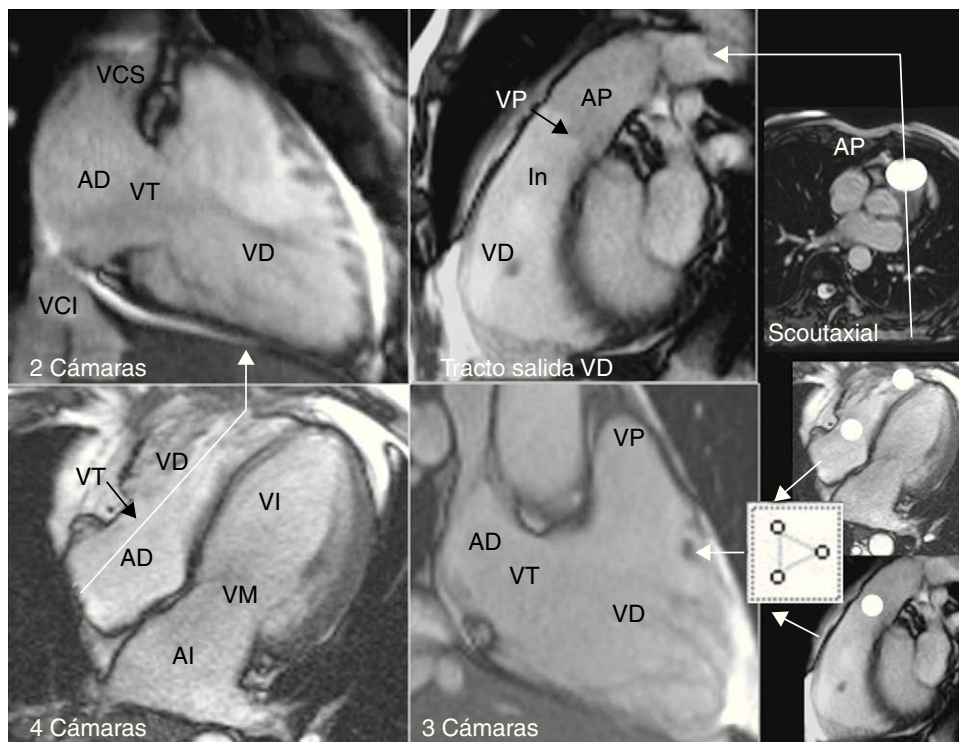 VCS
AD
VT
VD
VCI
2 Cámaras
VP
AP
In
VD
Tracto salida VD
AP
Scoutaxial
VD
VT
VI
AD
VM
AI
4 Cámaras
VP
AD
VT
VD
3 Cámaras